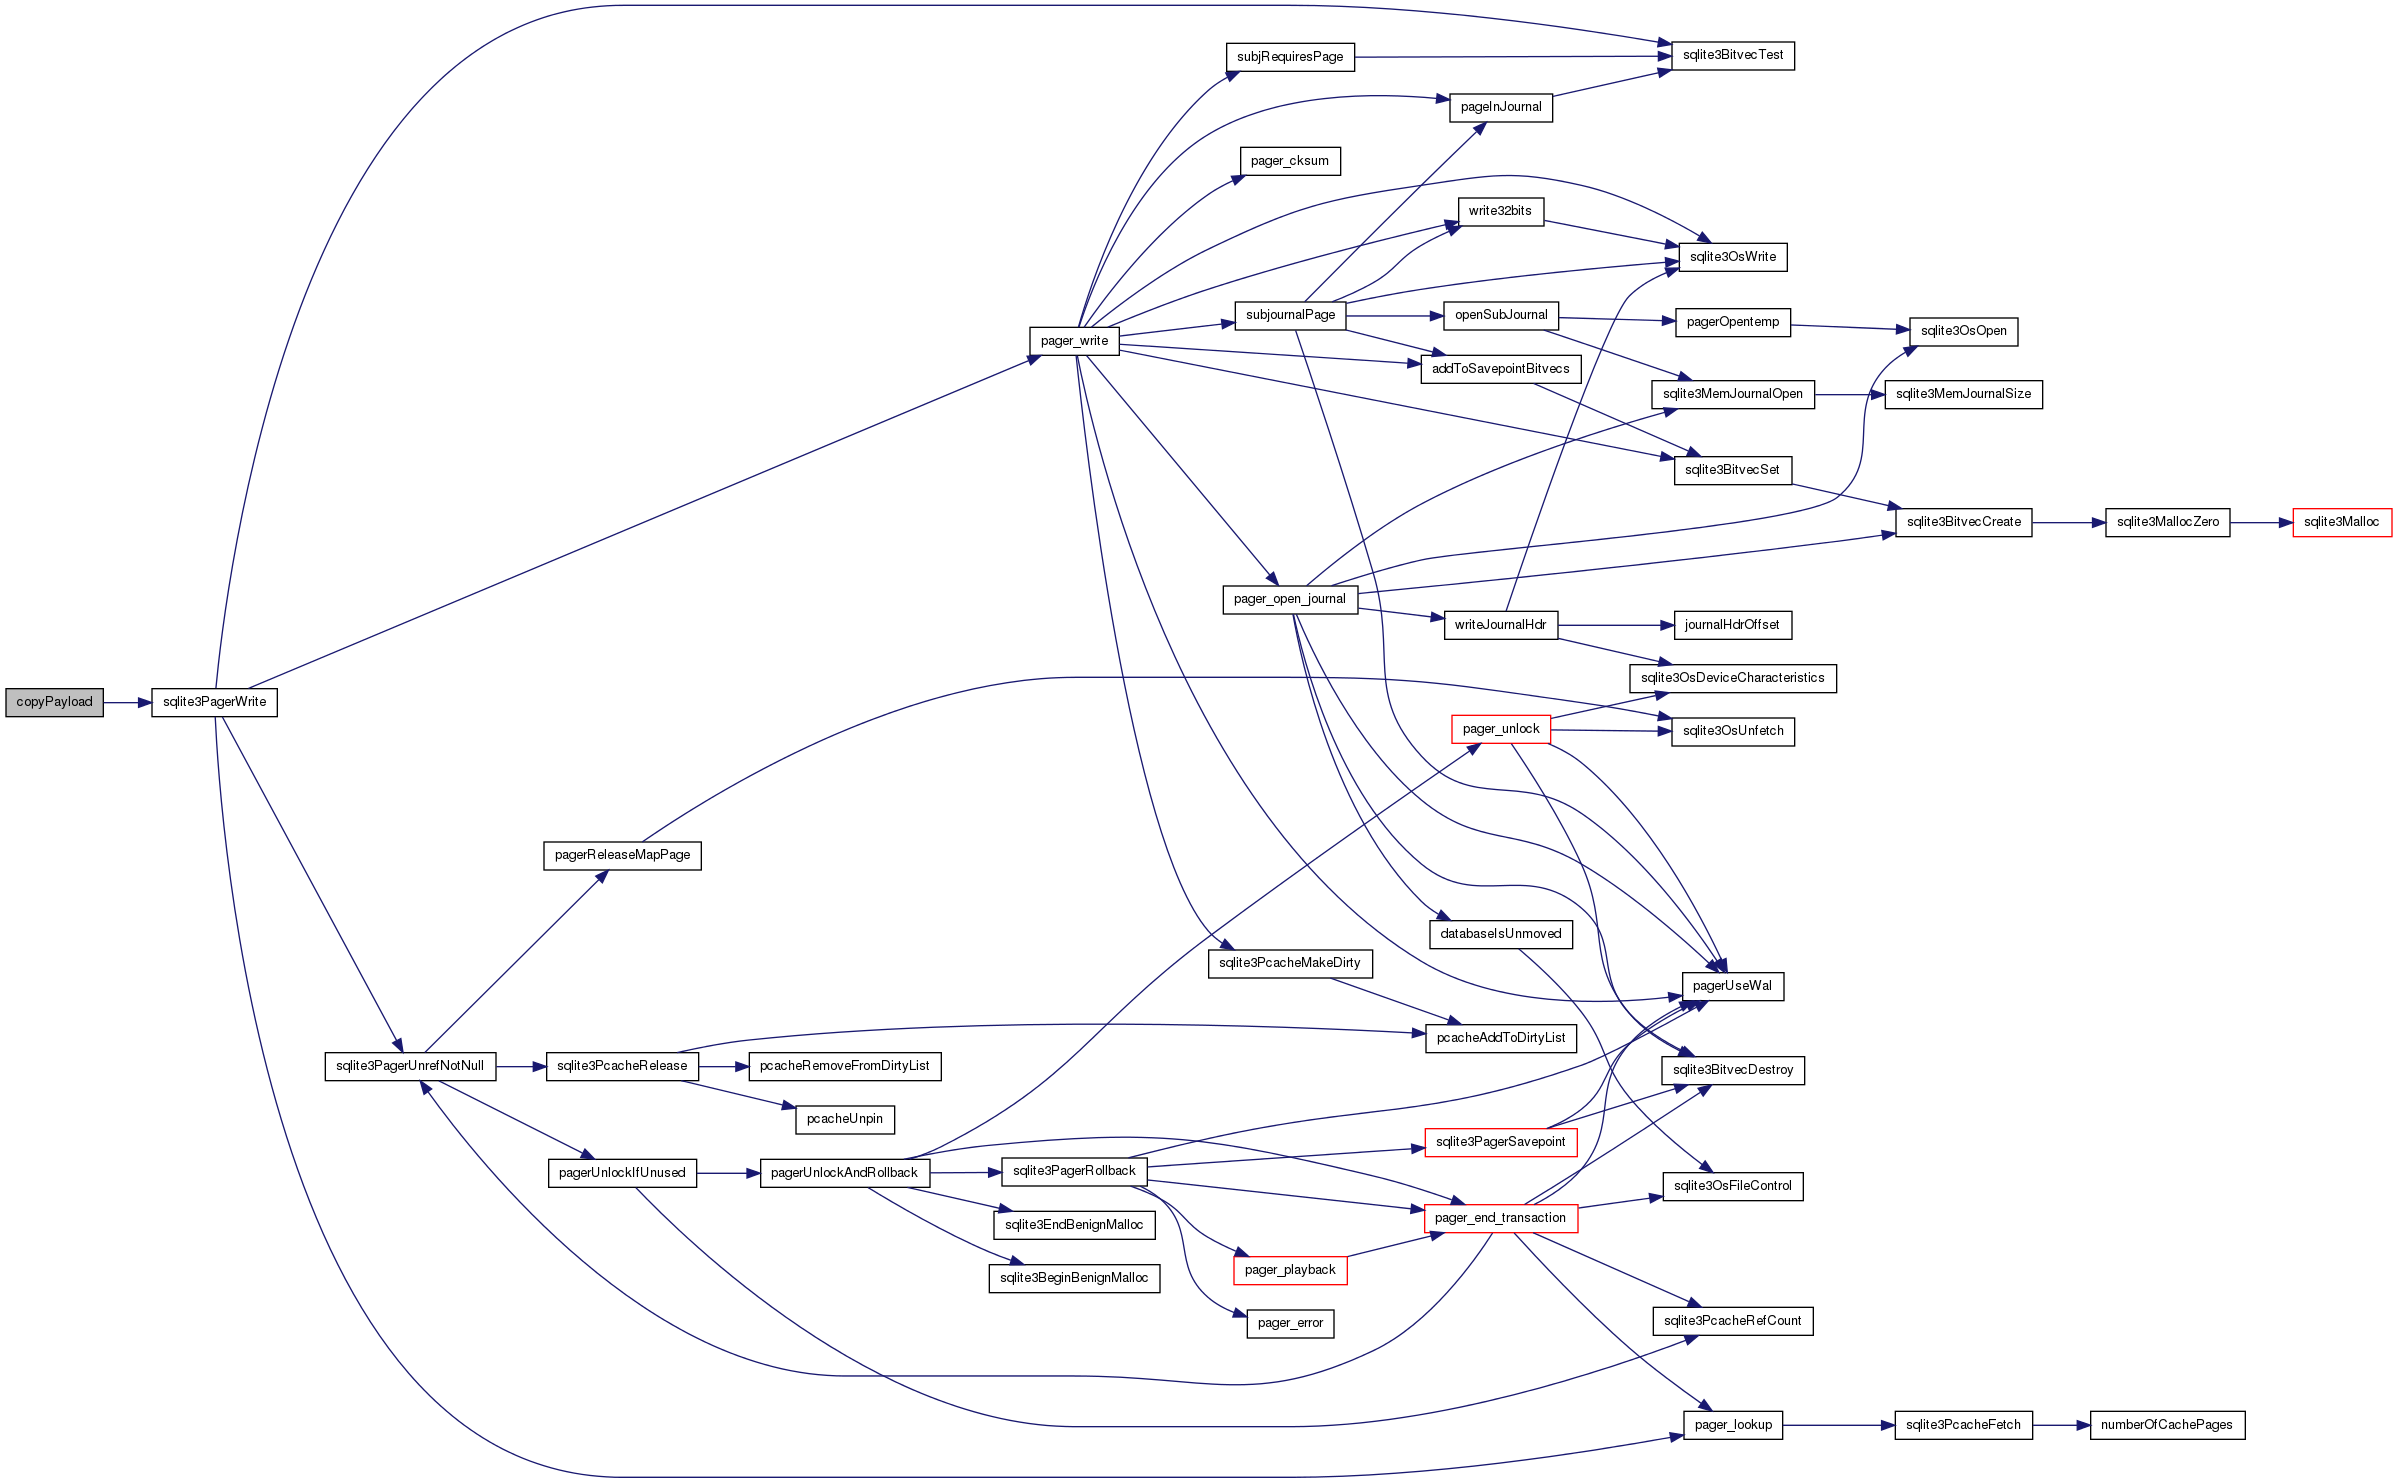 copyPayload
sqlite3PagerWrite
sqlite3PagerUnrefNotNull
pagerReleaseMapPage
sqlite3PcacheRelease
pagerUnlockIfUnused
pcacheRemoveFromDirtyList
pcacheUnpin
pagerUnlockAndRollback
pager_write
sqlite3PagerRollback
sqlite3EndBenignMalloc
sqlite3BeginBenignMalloc
subjRequiresPage
pager_cksum
subjournalPage
pager_open_journal
sqlite3PcacheMakeDirty
pager_playback
pager_error
pageInJournal
write32bits
openSubJournal
addToSavepointBitvecs
writeJournalHdr
pager_unlock
databaseIsUnmoved
pcacheAddToDirtyList
sqlite3PagerSavepoint
pager_end_transaction
sqlite3BitvecTest
sqlite3OsWrite
pagerOpentemp
sqlite3MemJournalOpen
sqlite3BitvecSet
journalHdrOffset
sqlite3OsDeviceCharacteristics
sqlite3OsUnfetch
pagerUseWal
sqlite3BitvecDestroy
sqlite3OsFileControl
sqlite3PcacheRefCount
pager_lookup
sqlite3OsOpen
sqlite3MemJournalSize
sqlite3BitvecCreate
sqlite3PcacheFetch
sqlite3MallocZero
numberOfCachePages
sqlite3Malloc